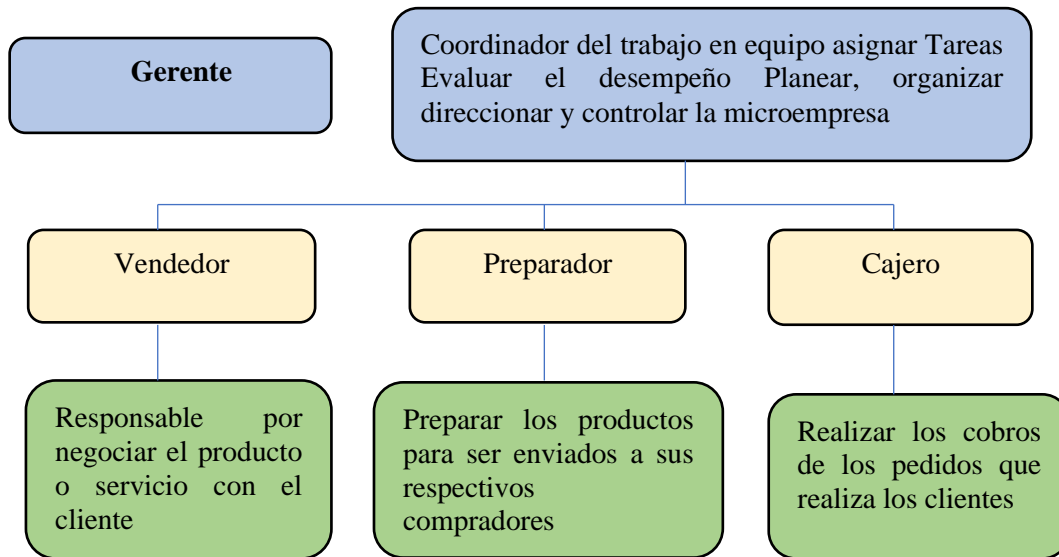 Gerente
Coordinador del trabajo en equipo asignar Tareas
Evaluar el desempeño Planear, organizar
direccionar y controlar la microempresa
Vendedor
Preparador
Cajero
Responsable por
negociar el producto
o servicio con el
cliente
Preparar los productos
para ser enviados a sus
respectivos
compradores
Realizar los cobros
de los pedidos que
realiza los clientes